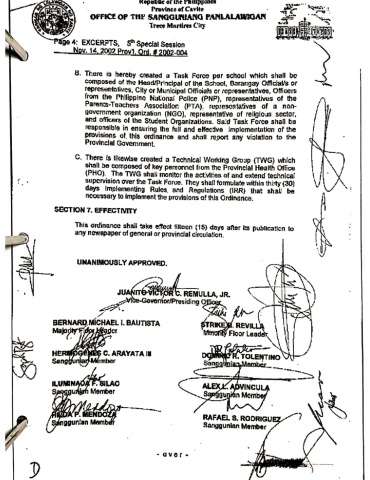 Republic of the Philippines
Province of Cavite
OFFICE OF THE SANGGUNIANG PANLALAWIGAN
Trece Martires City
Page 4: EXCERPTS, 5th Special Session
Nov. 14, 2002 Provl. Ord. # 2002-004
B. There is hereby created a Task Force per school which shall
be composed of the Head/Principal of the School, Barangay Official/s or
representatives, City or Municipal Officials or representatives, Officers
from the Philippine National Police (PNP), representatives of the
Parents-Teachers Association (PTA), representatives of a non-
government organization (NGO), representative of religious sector,
and officers of the Student Organizations. Said Task Force shall be
responsible in ensuring the full and effective implementation of the
provisions of this ordinance and shall report any violation to the
Provincial Government.
C. There is likewise created a Technical Working Group (TWG) which
shall be composed of key personnel from the Provincial Health Office
(PHO). The TWG shall monitor the activities of and extend technical
supervision over the Task Force. They shall formulate within thirty (30)
days Implementing Rules and Regulations (IRR) that shall be
necessary to implement the provisions of this Ordinance.
SECTION 7. EFFECTIVITY
This ordinance shall take effect fifteen (15) days after its publication to
any newspaper of general or provincial circulation.
UNANIMOUSLY APPROVED.
JUANITO VICTOR C. REMULLA, JR.
Vice-Governor/Presiding Officer
BERNARD MICHAEL I. BAUTISTA
Majority Floor Leader
STRIKE B. REVILLA
Minority Floor Leader
HERMOGENES C. ARAYATA III
Sanggunian Member
DOMINO R. TOLENTINO
Sanggunian Member
ILUMINADA F. SILAO
Sanggunian Member
ALEX L. ADVINCULA
Sanggunian Member
HILDA P. MENDOZA
Sanggunian Member
RAFAEL S. RODRIGUEZ
Sanggunian Member
- over -
D